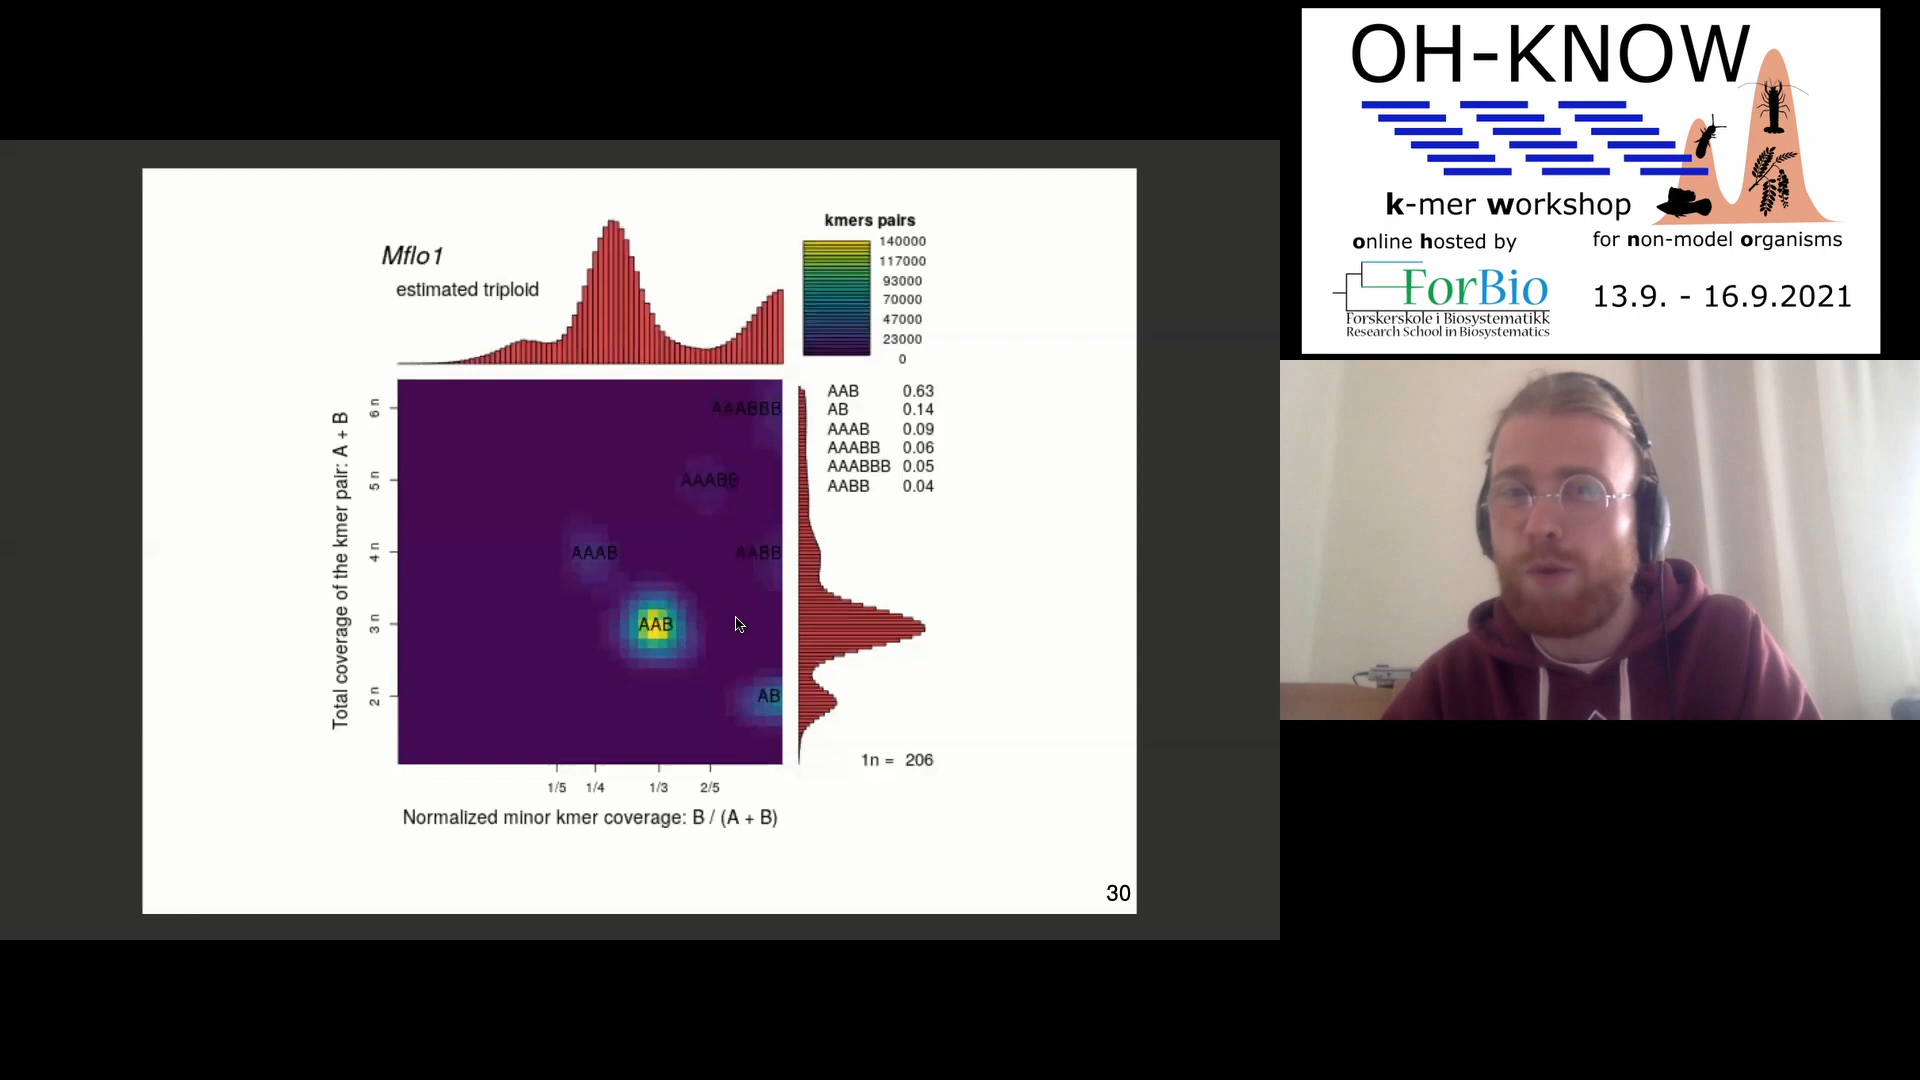 Mflo1
estimated triploid
kmers pairs
140000
117000
93000
70000
47000
23000
0
Total coverage of the kmer pair: A + B
6n
5n
4n
3n
2n
AAABBB
AAABB
AAAB
AABB
AAB
AB
AAB 0.63
AB 0.14
AAAB 0.09
AAABB 0.06
AAABBB 0.05
AABB 0.04
1n = 206
1/5 1/4 1/3 2/5
Normalized minor kmer coverage: B / (A + B)
30
OH-KNOW
k-mer workshop
online hosted by
for non-model organisms
ForBio
Forskerskole i Biosystematikk
Research School in Biosystematics
13.9. - 16.9.2021